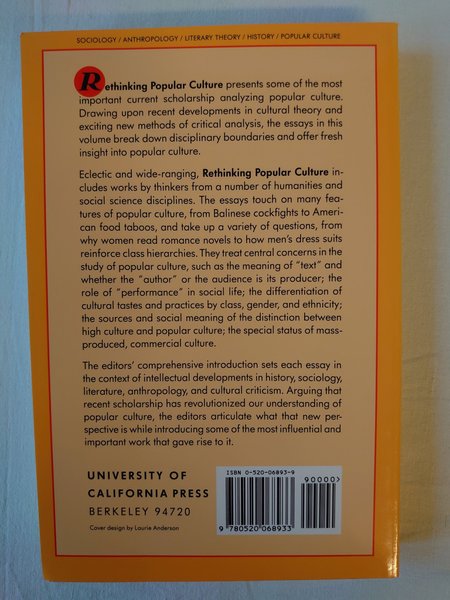 SOCIOLOGY / ANTHROPOLOGY / LITERARY THEORY / HISTORY / POPULAR CULTURE
Rethinking Popular Culture presents some of the most
important current scholarship analyzing popular culture.
Drawing upon recent developments in cultural theory and
exciting new methods of critical analysis, the essays in this
volume break down disciplinary boundaries and offer fresh
insight into popular culture.
Eclectic and wide-ranging, Rethinking Popular Culture in-
cludes works by thinkers from a number of humanities and
social science disciplines. The essays touch on many fea-
tures of popular culture, from Balinese cockfights to Ameri-
can food taboos, and take up a variety of questions, from
why women read romance novels to how men's dress suits
reinforce class hierarchies. They treat central concerns in the
study of popular culture, such as the meaning of "text" and
whether the "author" or the audience is its producer; the
role of "performance" in social life; the differentiation of
cultural tastes and practices by class, gender, and ethnicity;
the sources and social meaning of the distinction between
high culture and popular culture; the special status of mass-
produced, commercial culture.
The editors' comprehensive introduction sets each essay in
the context of intellectual developments in history, sociology,
literature, anthropology, and cultural criticism. Arguing that
recent scholarship has revolutionized our understanding of
popular culture, the editors articulate what that new per-
spective is while introducing some of the most influential and
important work that gave rise to it.
UNIVERSITY OF
CALIFORNIA PRESS
BERKELEY 94720
Cover design by Laurie Anderson
ISBN 0-520-06893-9
90000>
9 780520 068933